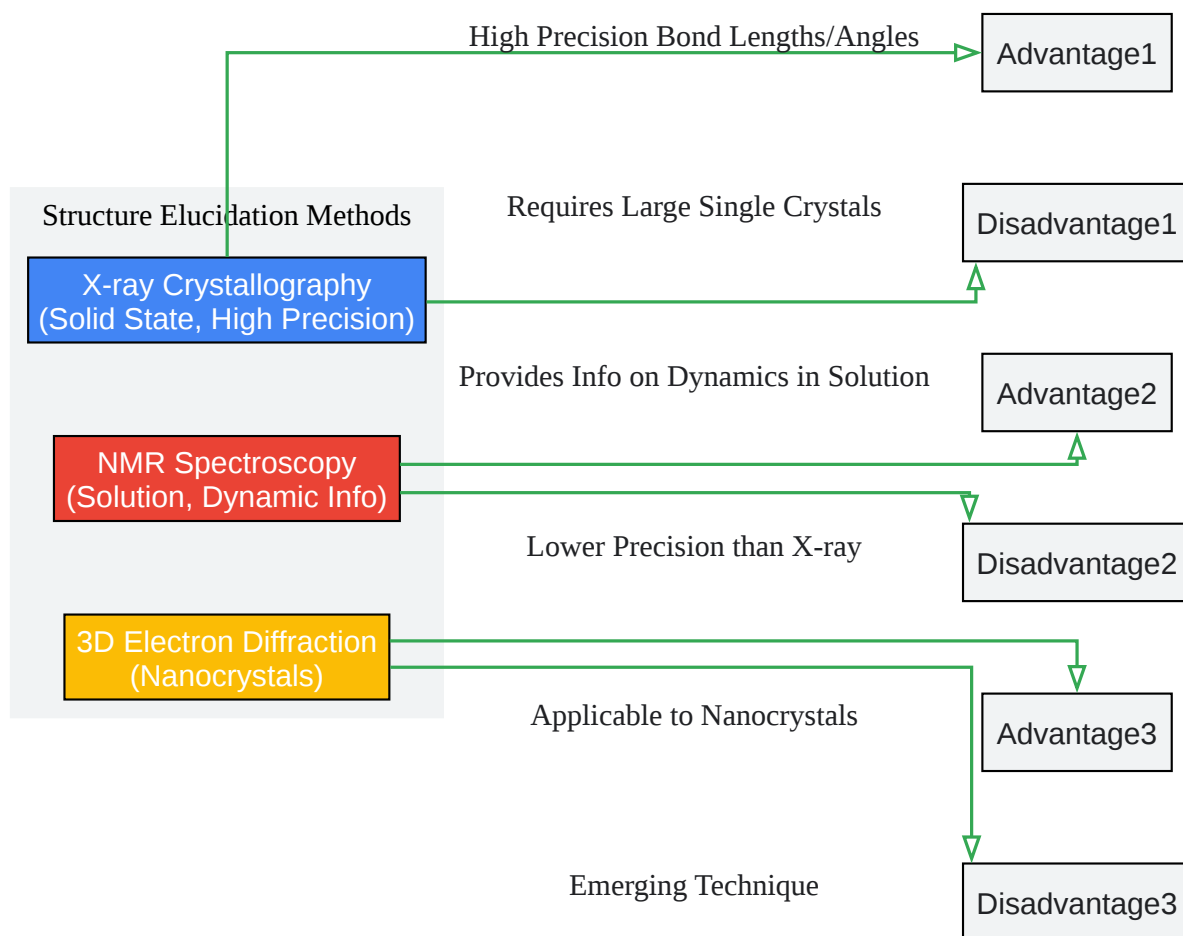 High Precision Bond Lengths/Angles
Advantage1
Structure Elucidation Methods
Requires Large Single Crystals
Disadvantage1
X-ray Crystallography
(Solid State, High Precision)
Provides Info on Dynamics in Solution
Advantage2
NMR Spectroscopy
(Solution, Dynamic Info)
Lower Precision than X-ray
Disadvantage2
3D Electron Diffraction
(Nanocrystals)
Applicable to Nanocrystals
Advantage3
Emerging Technique
Disadvantage3